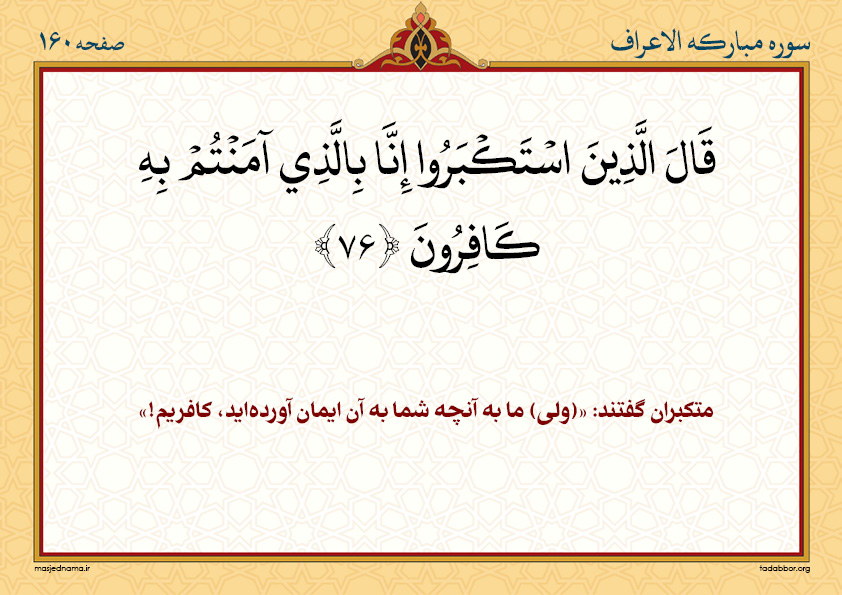 سوره مبارکه الاعراف
صفحه ۱۶۰
قَالَ الَّذِينَ اسْتَكْبَرُوا إِنَّا بِالَّذِي آمَنْتُمْ بِهِ
كَافِرُونَ ﴿۷۶﴾
متکبران گفتند: «(ولی) ما به آنچه شما به آن ایمان آورده‌اید، کافریم!»
masjednama.ir
tadabbor.org